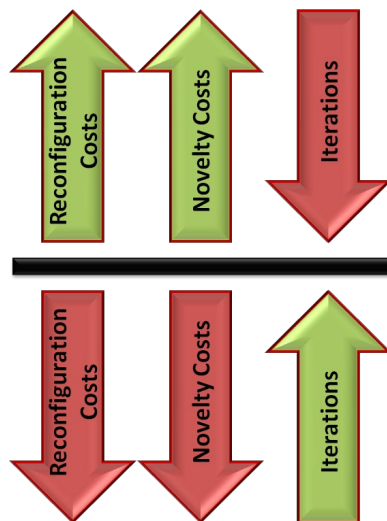 Reconfiguration
Costs
Novelty Costs
Iterations
Reconfiguration
Costs
Novelty Costs
Iterations